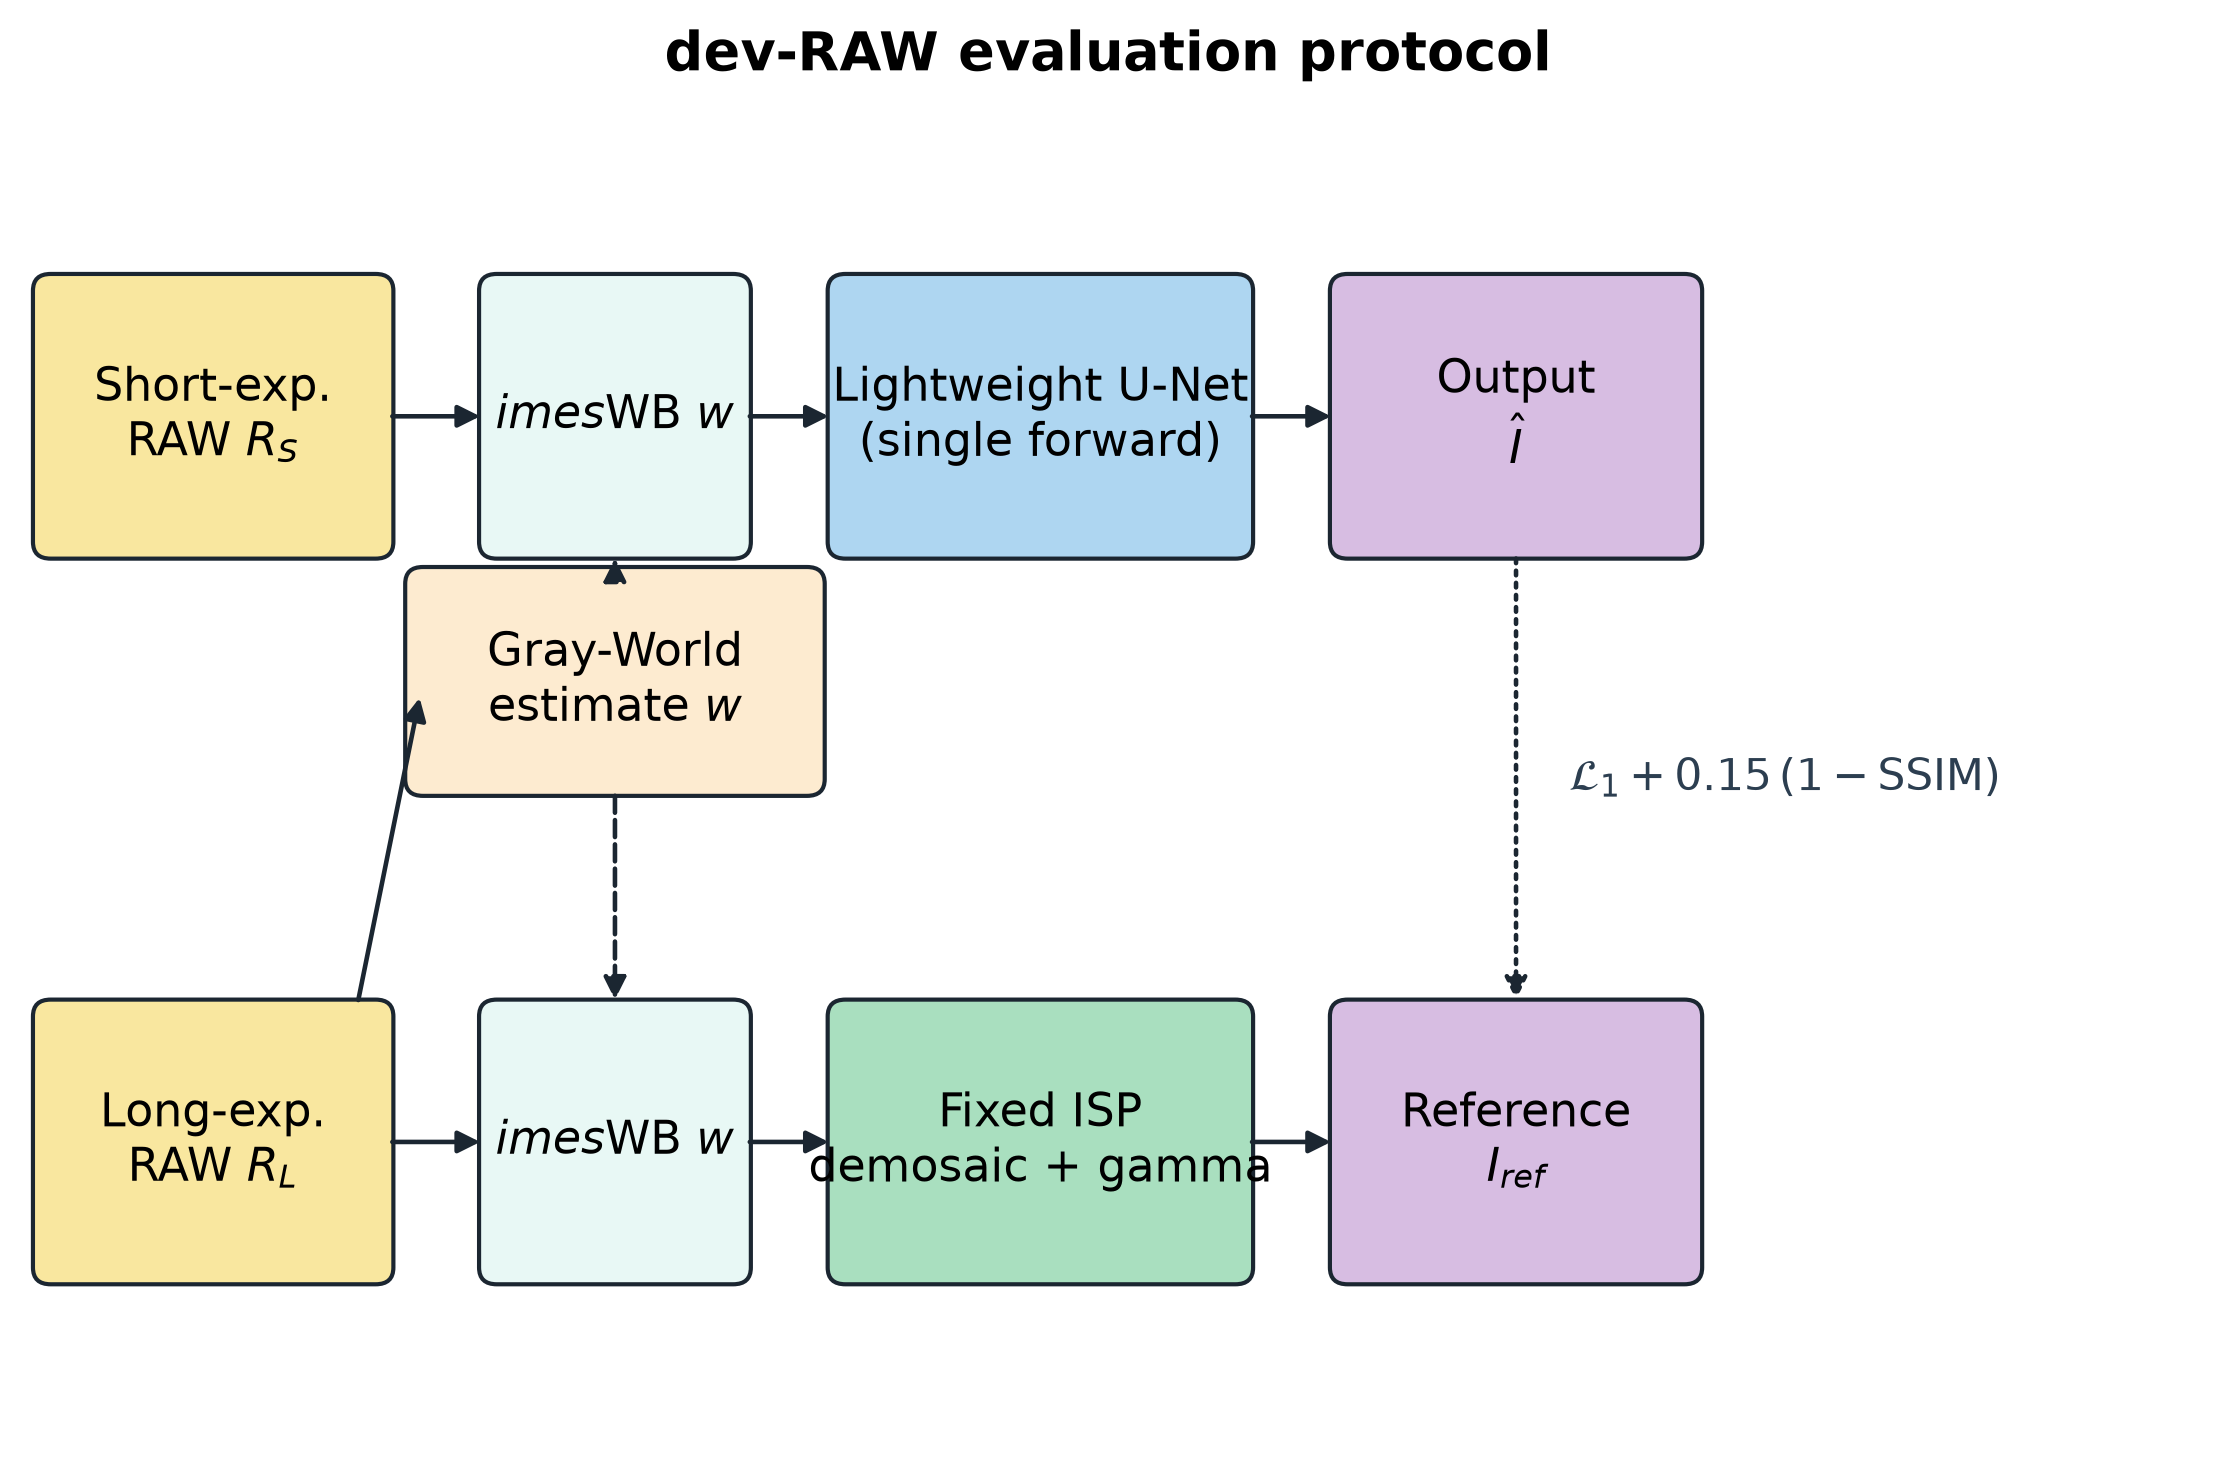 dev-RAW evaluation protocol
Short-exp.
RAW R_S
imesWB w
Lightweight U-Net
(single forward)
Output
Î
Gray-World
estimate w
ℒ₁ + 0.15 (1 − SSIM)
Long-exp.
RAW R_L
imesWB w
Fixed ISP
demosaic + gamma
Reference
I_ref